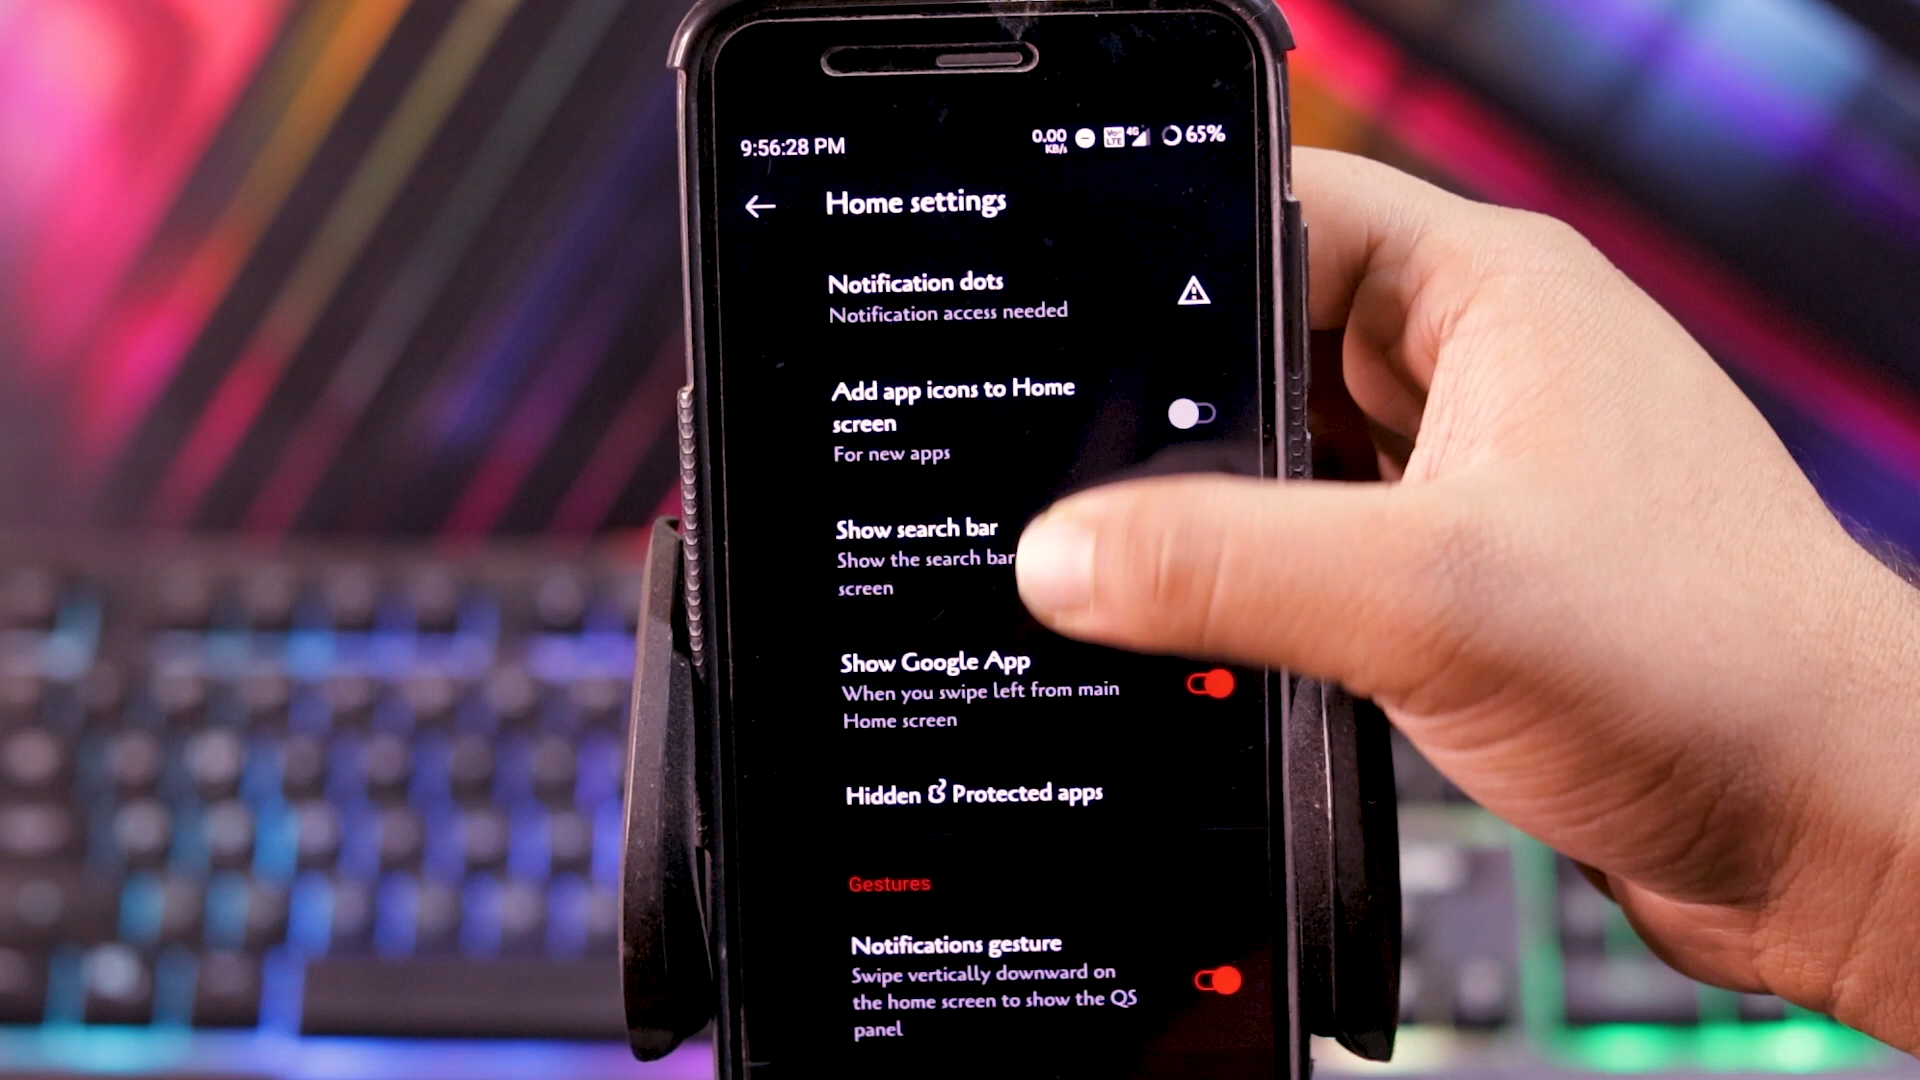 9:56:28 PM 0.00 KB/s Vo LTE 4G 65%
Home settings
Notification dots
Notification access needed
Add app icons to Home
screen
For new apps
Show search bar
Show the search bar
screen
Show Google App
When you swipe left from main
Home screen
Hidden & Protected apps
Gestures
Notifications gesture
Swipe vertically downward on
the home screen to show the QS
panel